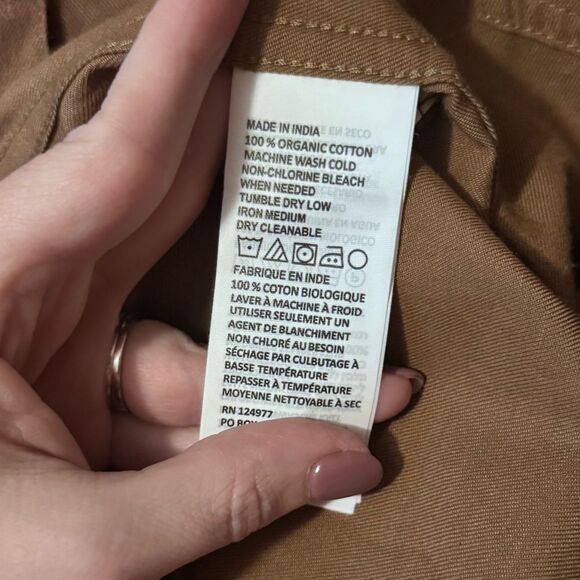 MADE IN INDIA
100 % ORGANIC COTTON
MACHINE WASH COLD
NON-CHLORINE BLEACH
WHEN NEEDED
TUMBLE DRY LOW
IRON MEDIUM
DRY CLEANABLE
FABRIQUE EN INDE
100 % COTON BIOLOGIQUE
LAVER À MACHINE À FROID
UTILISER SEULEMENT UN
AGENT DE BLANCHIMENT
NON CHLORÉ AU BESOIN
SÉCHAGE PAR CULBUTAGE À
BASSE TEMPÉRATURE
REPASSER À TEMPÉRATURE
MOYENNE NETTOYABLE À SEC
RN 124977
PO BOX